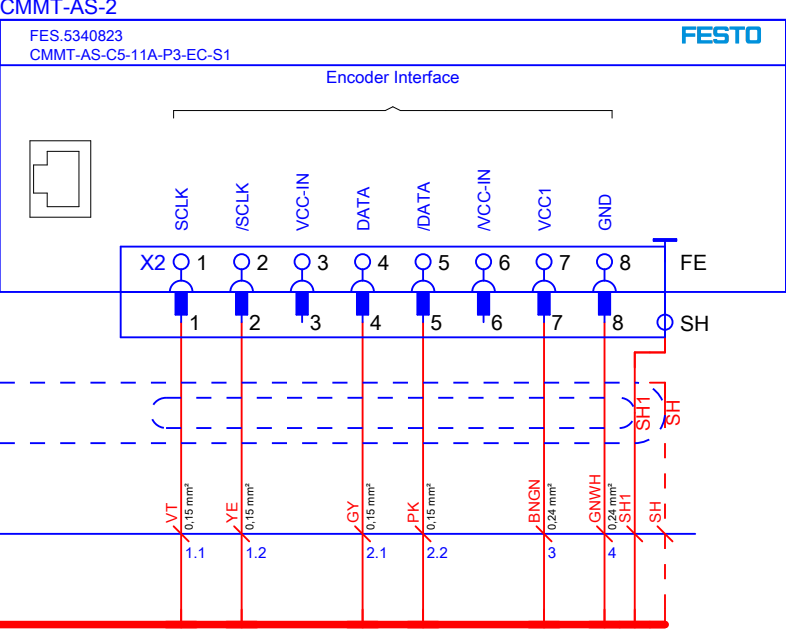 CMMT-AS-2
FES.5340823
FESTO
CMMT-AS-C5-11A-P3-EC-S1
Encoder Interface
SCLK
/SCLK
VCC-IN
DATA
/DATA
/VCC-IN
VCC1
GND
X2 1 2 3 4 5 6 7 8 FE
1 2 3 4 5 6 7 8 SH
SH1
SH
VT
0,15 mm²
YE
0,15 mm²
GY
0,15 mm²
PK
0,15 mm²
BNGN
0,24 mm²
GNWH
0,24 mm²
SH1
SH
1.1 1.2 2.1 2.2 3 4